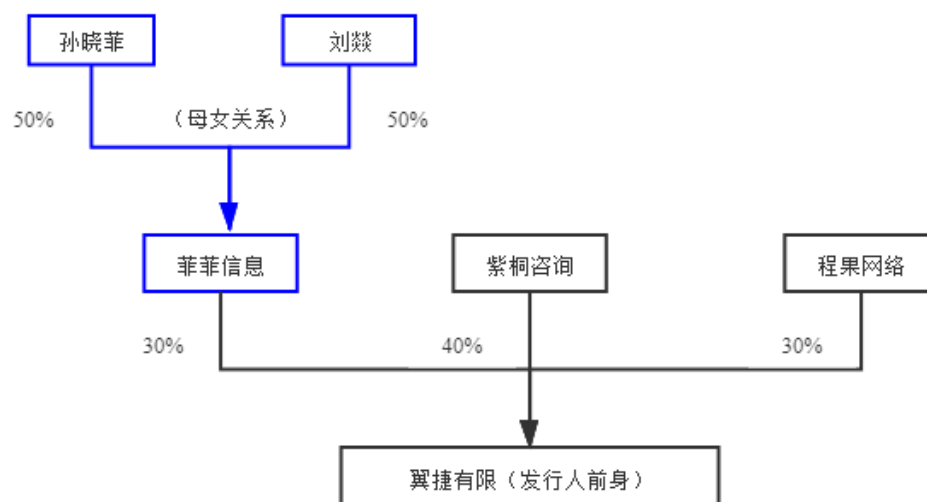 孙晓菲
刘燚
50%
（母女关系）
50%
菲菲信息
紫桐咨询
程果网络
30%
40%
30%
翼捷有限（发行人前身）